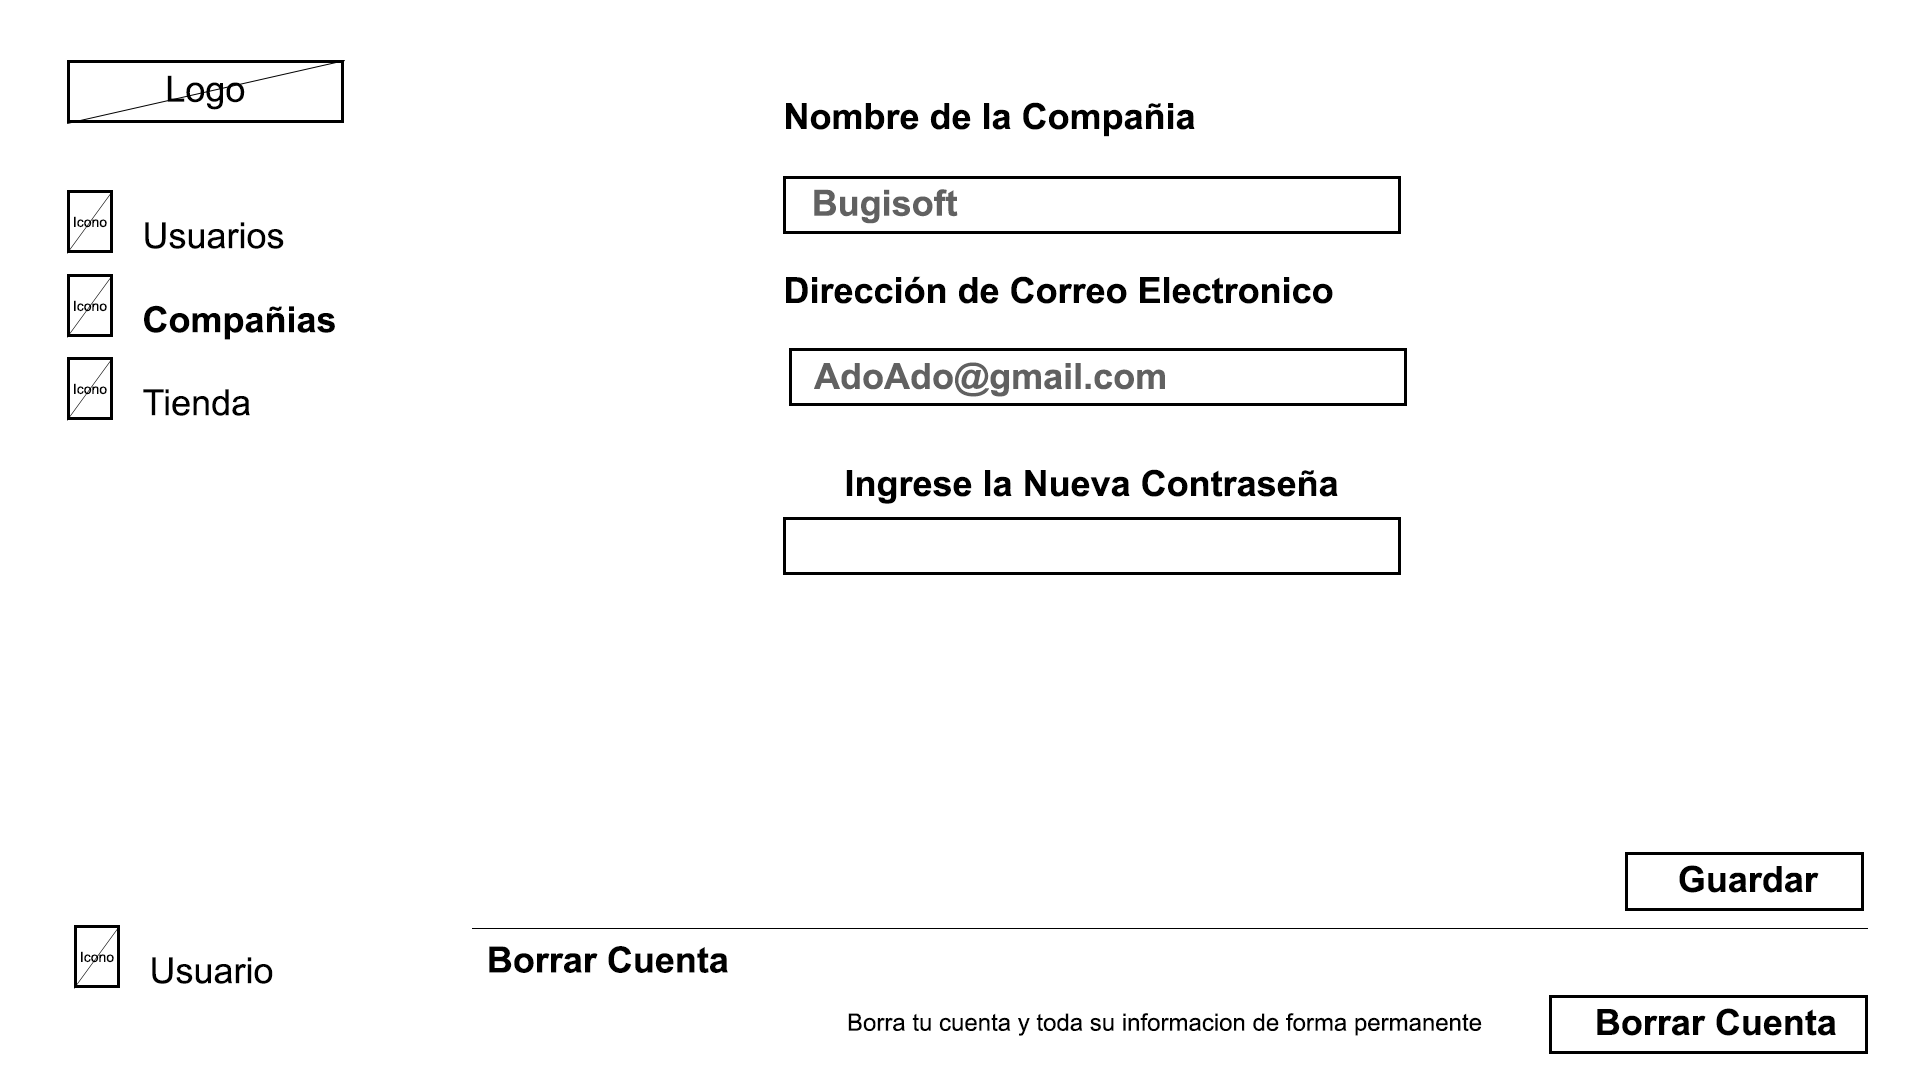 Logo
Icono
Usuarios
Icono
Compañias
Icono
Tienda
Nombre de la Compañia
Bugisoft
Dirección de Correo Electronico
AdoAdo@gmail.com
Ingrese la Nueva Contraseña
Guardar
Icono
Usuario
Borrar Cuenta
Borra tu cuenta y toda su informacion de forma permanente
Borrar Cuenta